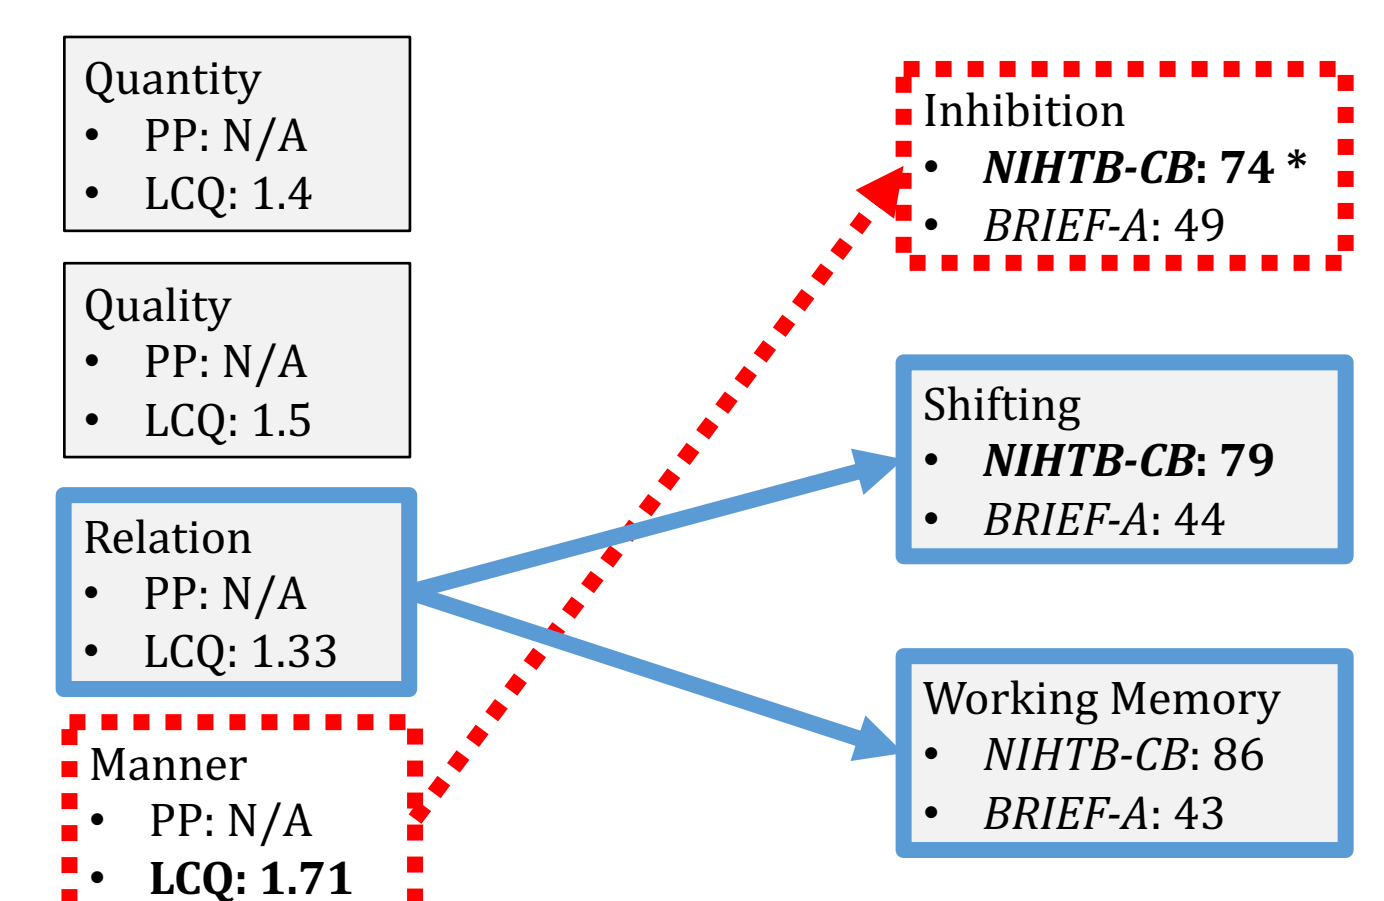 Quantity
• PP: N/A
• LCQ: 1.4
Quality
• PP: N/A
• LCQ: 1.5
Relation
• PP: N/A
• LCQ: 1.33
Manner
• PP: N/A
• LCQ: 1.71
Inhibition
• NIHTB-CB: 74 *
• BRIEF-A: 49
Shifting
• NIHTB-CB: 79
• BRIEF-A: 44
Working Memory
• NIHTB-CB: 86
• BRIEF-A: 43